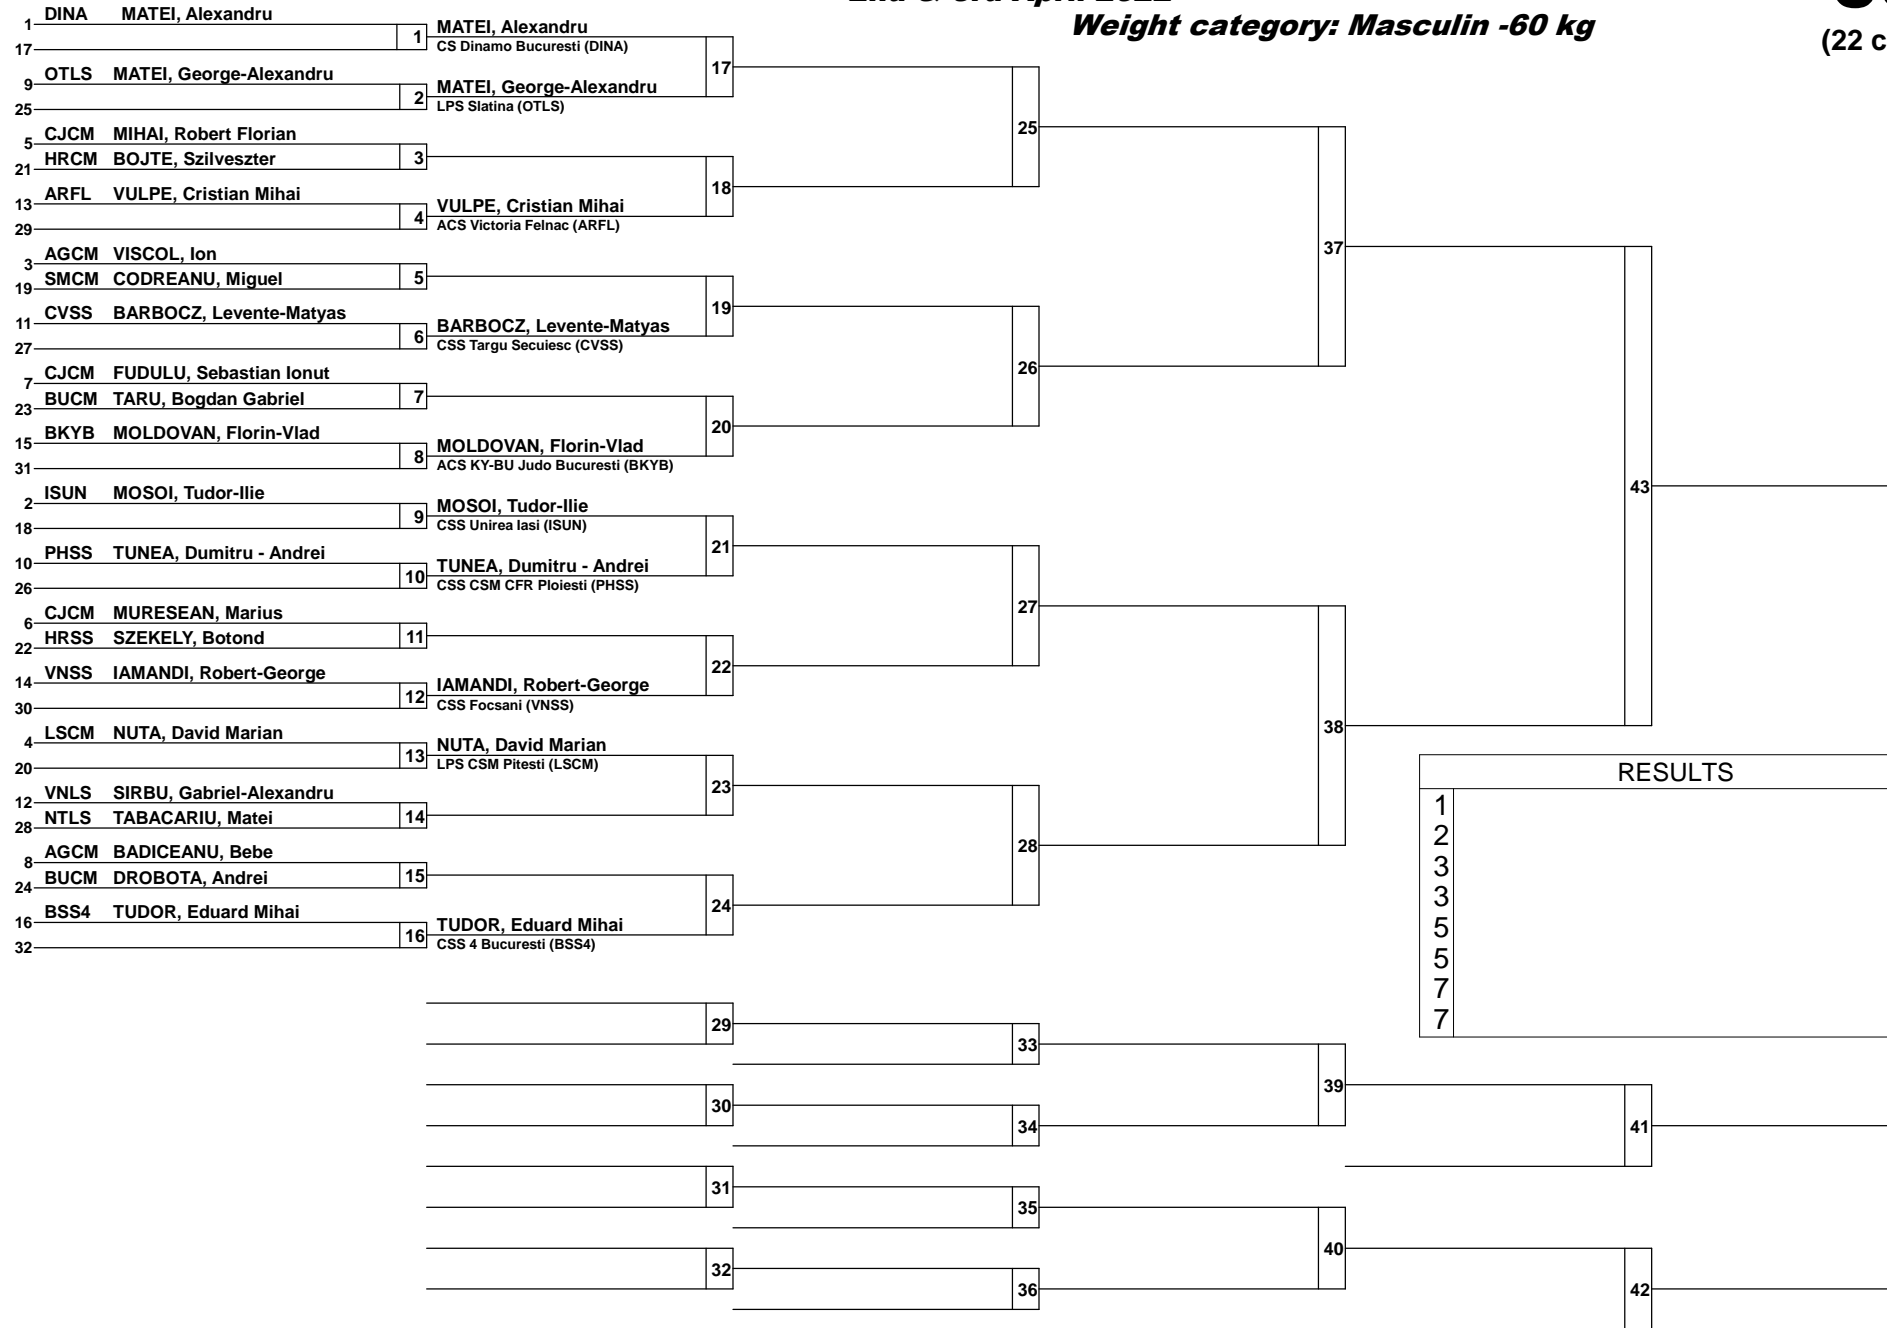 Weight category: Masculin -60 kg
(22 c
1 DINA MATEI, Alexandru
17
1 MATEI, Alexandru
CS Dinamo Bucuresti (DINA)
9 OTLS MATEI, George-Alexandru
25
2 MATEI, George-Alexandru
LPS Slatina (OTLS)
17
5 CJCM MIHAI, Robert Florian
21 HRCM BOJTE, Szilveszter
3
13 ARFL VULPE, Cristian Mihai
29
4 VULPE, Cristian Mihai
ACS Victoria Felnac (ARFL)
18
25
3 AGCM VISCOL, Ion
19 SMCM CODREANU, Miguel
5
11 CVSS BARBOCZ, Levente-Matyas
27
6 BARBOCZ, Levente-Matyas
CSS Targu Secuiesc (CVSS)
19
7 CJCM FUDULU, Sebastian Ionut
23 BUCM TARU, Bogdan Gabriel
7
15 BKYB MOLDOVAN, Florin-Vlad
31
8 MOLDOVAN, Florin-Vlad
ACS KY-BU Judo Bucuresti (BKYB)
20
26
37
2 ISUN MOSOI, Tudor-Ilie
18
9 MOSOI, Tudor-Ilie
CSS Unirea Iasi (ISUN)
10 PHSS TUNEA, Dumitru - Andrei
26
10 TUNEA, Dumitru - Andrei
CSS CSM CFR Ploiesti (PHSS)
21
6 CJCM MURESEAN, Marius
22 HRSS SZEKELY, Botond
11
14 VNSS IAMANDI, Robert-George
30
12 IAMANDI, Robert-George
CSS Focsani (VNSS)
22
27
4 LSCM NUTA, David Marian
20
13 NUTA, David Marian
LPS CSM Pitesti (LSCM)
12 VNLS SIRBU, Gabriel-Alexandru
28 NTLS TABACARIU, Matei
14
23
8 AGCM BADICEANU, Bebe
24 BUCM DROBOTA, Andrei
15
16 BSS4 TUDOR, Eduard Mihai
32
16 TUDOR, Eduard Mihai
CSS 4 Bucuresti (BSS4)
24
28
38
43
RESULTS
1
2
3
3
5
5
7
7
29
33
30
34
39
41
31
35
32
36
40
42